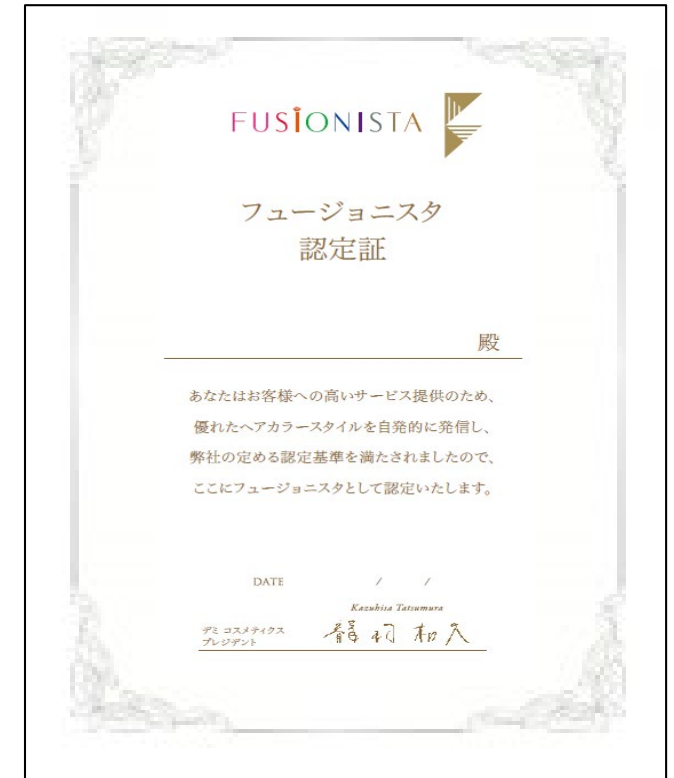 FUSIONISTA
フュージョニスタ
認定証
殿
あなたはお客様への高いサービス提供のため、
優れたヘアカラースタイルを自発的に発信し、
弊社の定める認定基準を満たされましたので、
ここにフュージョニスタとして認定いたします。
DATE / /
Kazuhisa Tatsumura
デミ コスメティクス
プレジデント